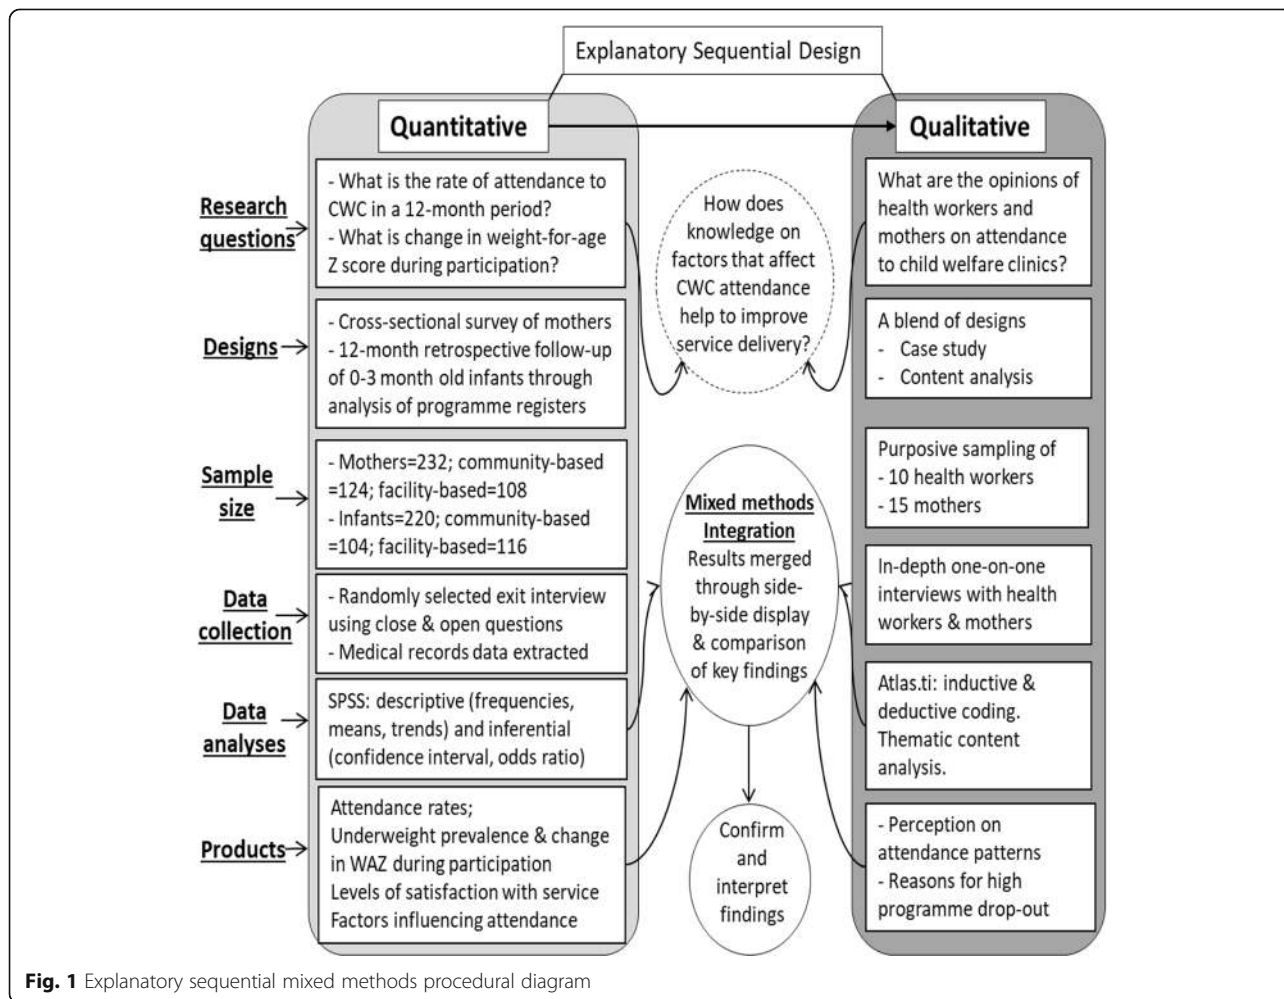 Explanatory Sequential Design
Quantitative
Qualitative
Research
questions
- What is the rate of attendance to
CWC in a 12-month period?
- What is change in weight-for-age
Z score during participation?
How does
knowledge on
factors that affect
CWC attendance
help to improve
service delivery?
What are the opinions of
health workers and
mothers on attendance
to child welfare clinics?
Designs
- Cross-sectional survey of mothers
- 12-month retrospective follow-up
of 0-3 month old infants through
analysis of programme registers
A blend of designs
- Case study
- Content analysis
Sample
size
- Mothers=232; community-based
=124; facility-based=108
- Infants=220; community-based
=104; facility-based=116
Purposive sampling of
- 10 health workers
- 15 mothers
Mixed methods
Integration
Results merged
through side-
by-side display
& comparison
of key findings
Data
collection
- Randomly selected exit interview
using close & open questions
- Medical records data extracted
In-depth one-on-one
interviews with health
workers & mothers
Data
analyses
SPSS: descriptive (frequencies,
means, trends) and inferential
(confidence interval, odds ratio)
Atlas.ti: inductive &
deductive coding.
Thematic content
analysis.
Products
Attendance rates;
Underweight prevalence & change
in WAZ during participation
Levels of satisfaction with service
Factors influencing attendance
Confirm
and
interpret
findings
- Perception on
attendance patterns
- Reasons for high
programme drop-out
Fig. 1 Explanatory sequential mixed methods procedural diagram